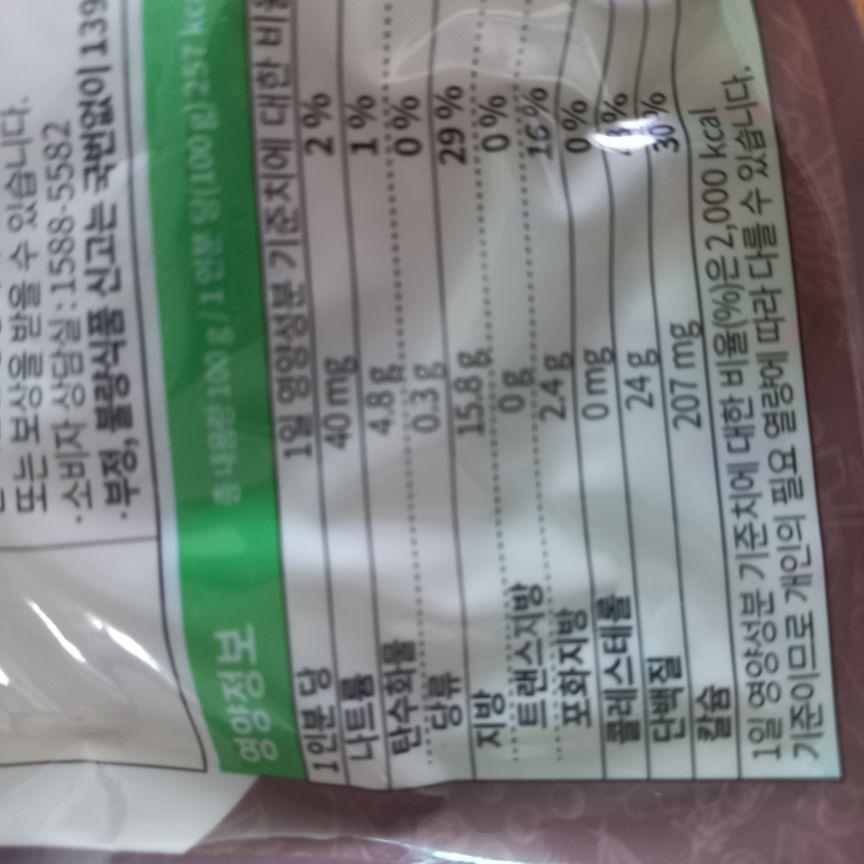 또는 보상을 받을 수 있습니다.
·소비자 상담실 : 1588-5582
·부정, 불량식품 신고는 국번없이 139
영양정보 총 내용량 100 g / 1 인분 당(100 g) 257 kc
1인분 당 1일 영양성분 기준치에 대한 비율
나트륨 40 mg 2 %
탄수화물 4.8 g 1 %
당류 0.3 g 0 %
지방 15.8 g 29 %
트랜스지방 0 g 0 %
포화지방 2.4 g 16 %
콜레스테롤 0 mg 0 %
단백질 24 g %
칼슘 207 mg 30 %
1일 영양성분 기준치에 대한 비율(%)은 2,000 kcal
기준이므로 개인의 필요 열량에 따라 다를 수 있습니다.